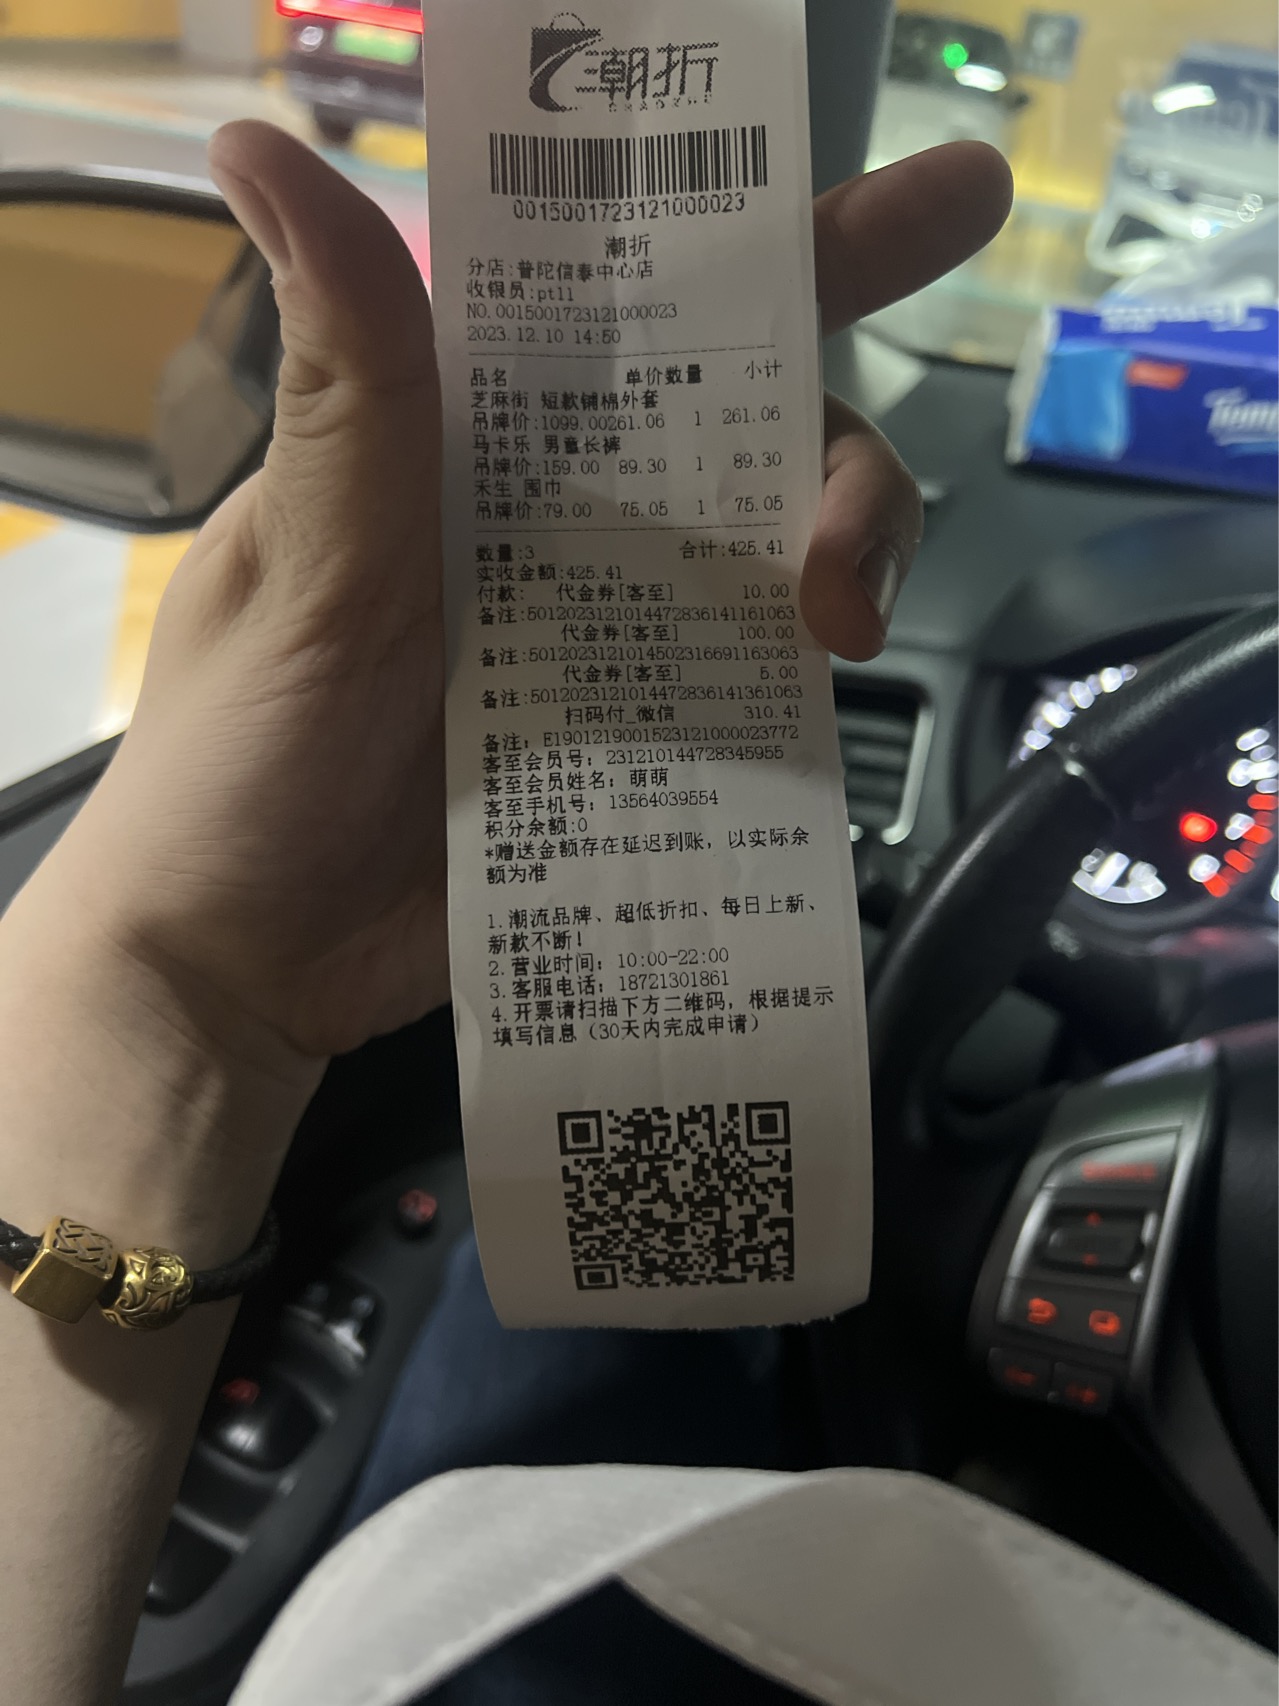 潮折
CHAOZHE
0015001723121000023
潮折
分店:普陀信泰中心店
收银员:pt11
NO.0015001723121000023
2023.12.10 14:50
品名 单价数量 小计
芝麻街 短款铺棉外套
吊牌价:1099.00261.06 1 261.06
马卡乐 男童长裤
吊牌价:159.00 89.30 1 89.30
禾生 围巾
吊牌价:79.00 75.05 1 75.05
数量:3 合计:425.41
实收金额:425.41
付款: 代金券[客至] 10.00
备注:5012023121014472836141161063
代金券[客至] 100.00
备注:5012023121014502316691163063
代金券[客至] 5.00
备注:5012023121014472836141361063
扫码付_微信 310.41
备注: E1901219001523121000023772
客至会员号: 231210144728345955
客至会员姓名: 萌萌
客至手机号: 13564039554
积分余额:0
*赠送金额存在延迟到账，以实际余
额为准
1.潮流品牌、超低折扣、每日上新、
新款不断！
2.营业时间: 10:00-22:00
3.客服电话: 18721301861
4.开票请扫描下方二维码，根据提示
填写信息（30天内完成申请）